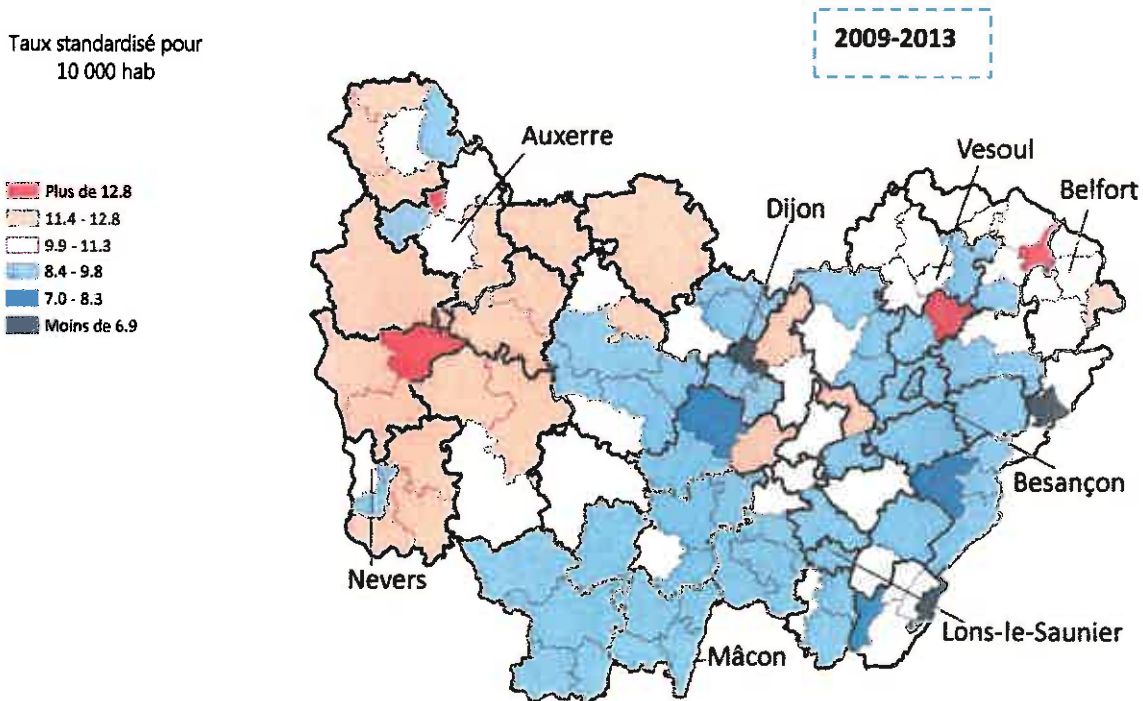 Taux standardisé pour
10 000 hab
2009-2013
Plus de 12.8
11.4 - 12.8
9.9 - 11.3
8.4 - 9.8
7.0 - 8.3
Moins de 6.9
Auxerre
Vesoul
Belfort
Dijon
Besançon
Nevers
Lons-le-Saunier
Mâcon